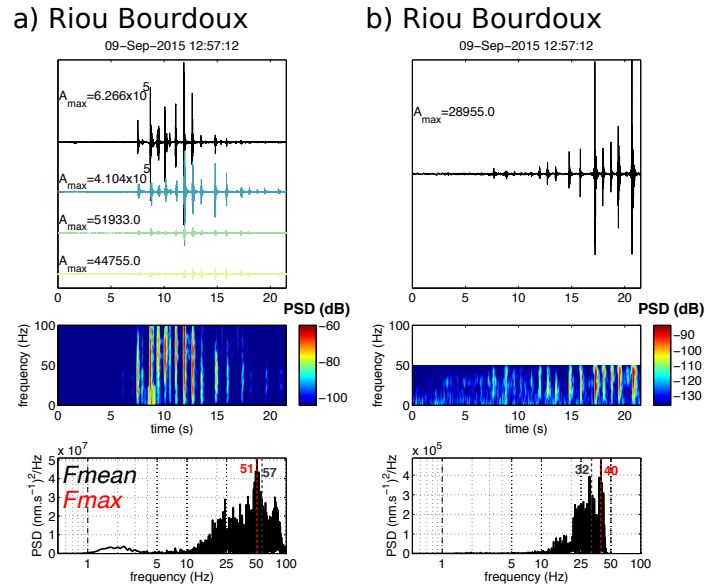 a) Riou Bourdoux
09-Sep-2015 12:57:12
A_max=6.266x10^5
A_max=4.104x10^5
A_max=51933.0
A_max=44755.0
0 5 10 15 20
PSD (dB)
100
50
0
frequency (Hz)
0 5 10 15 20
time (s)
-60
-80
-100
x 10^7
5
4
3
2
1
0
PSD (nm.s^-1)^2/Hz
Fmean
Fmax
51
57
1 5 10 25 50 100
frequency (Hz)
b) Riou Bourdoux
09-Sep-2015 12:57:12
A_max=28955.0
0 5 10 15 20
PSD (dB)
100
50
0
frequency (Hz)
0 5 10 15 20
time (s)
-90
-100
-110
-120
-130
x 10^5
4
3
2
1
0
PSD (nm.s^-1)^2/Hz
32
40
1 5 10 25 50 100
frequency (Hz)